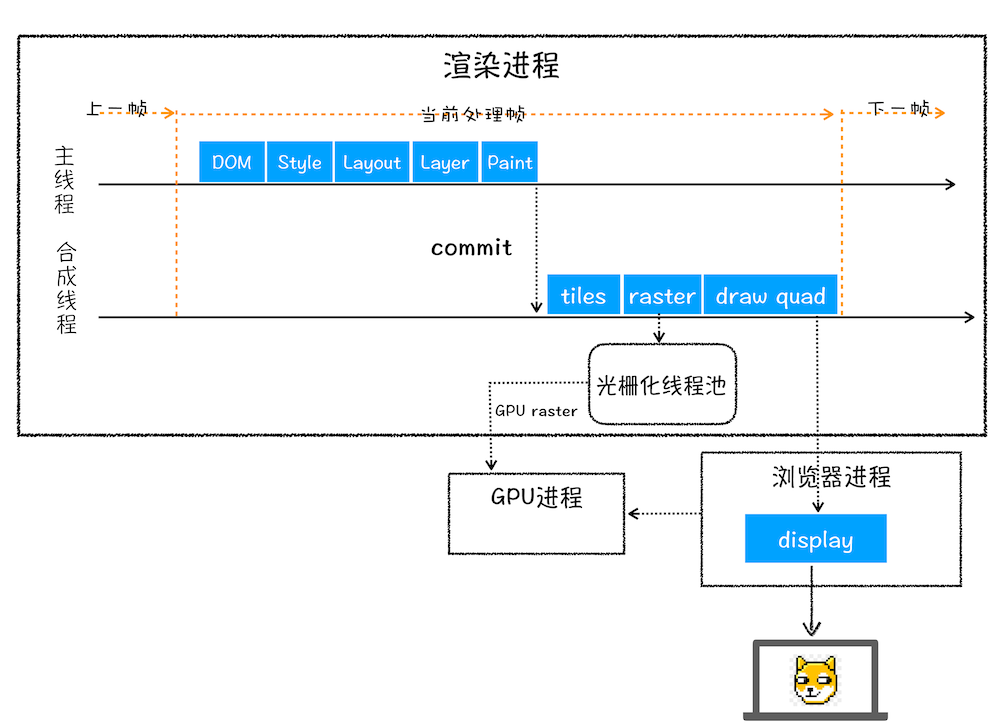 渲染进程
上一帧
当前处理帧
下一帧
主线程
DOM
Style
Layout
Layer
Paint
commit
合成线程
tiles
raster
draw quad
光栅化线程池
GPU raster
GPU进程
浏览器进程
display